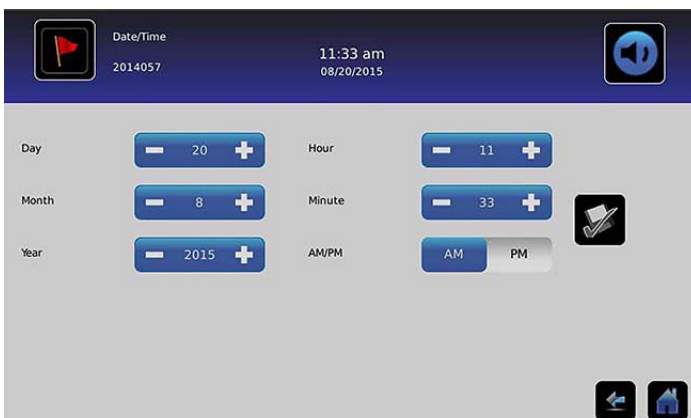 Date/Time
2014057
11:33 am
08/20/2015
Day
20
Hour
11
Month
8
Minute
33
Year
2015
AM/PM
AM
PM